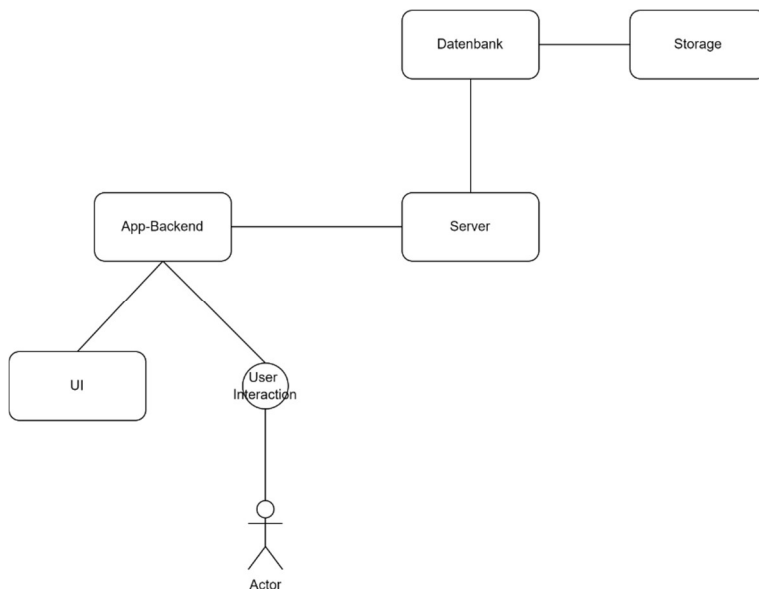 Datenbank
Storage
App-Backend
Server
UI
User
Interaction
Actor